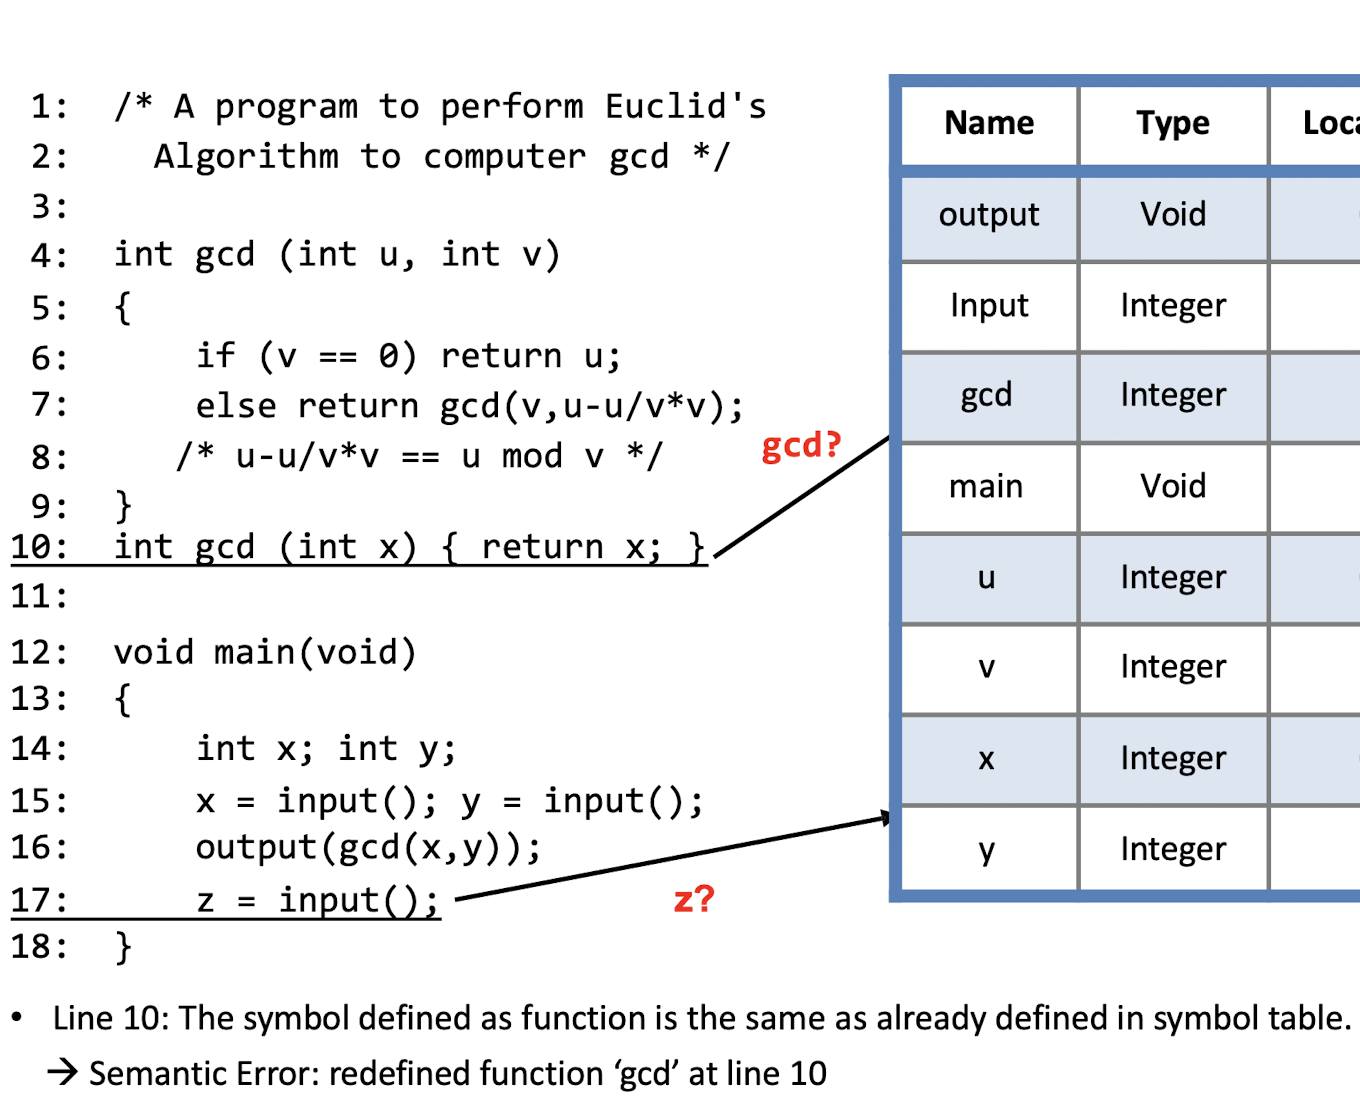 1: /* A program to perform Euclid's
2: Algorithm to computer gcd */
3:
4: int gcd (int u, int v)
5: {
6: if (v == 0) return u;
7: else return gcd(v,u-u/v*v);
8: /* u-u/v*v == u mod v */
9: }
10: int gcd (int x) { return x; }
11:
12: void main(void)
13: {
14: int x; int y;
15: x = input(); y = input();
16: output(gcd(x,y));
17: z = input();
18: }
gcd?
z?
Name Type
output Void
Input Integer
gcd Integer
main Void
u Integer
v Integer
x Integer
y Integer
• Line 10: The symbol defined as function is the same as already defined in symbol table.
→ Semantic Error: redefined function ‘gcd’ at line 10